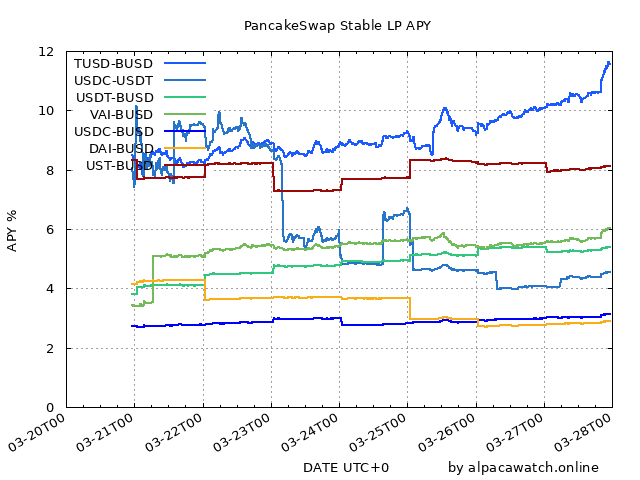 PancakeSwap Stable LP APY
12
10
8
6
4
2
0
APY %
TUSD-BUSD
USDC-USDT
USDT-BUSD
VAI-BUSD
USDC-BUSD
DAI-BUSD
UST-BUSD
03-20T00
03-21T00
03-22T00
03-23T00
03-24T00
03-25T00
03-26T00
03-27T00
03-28T00
DATE UTC+0
by alpacawatch.online